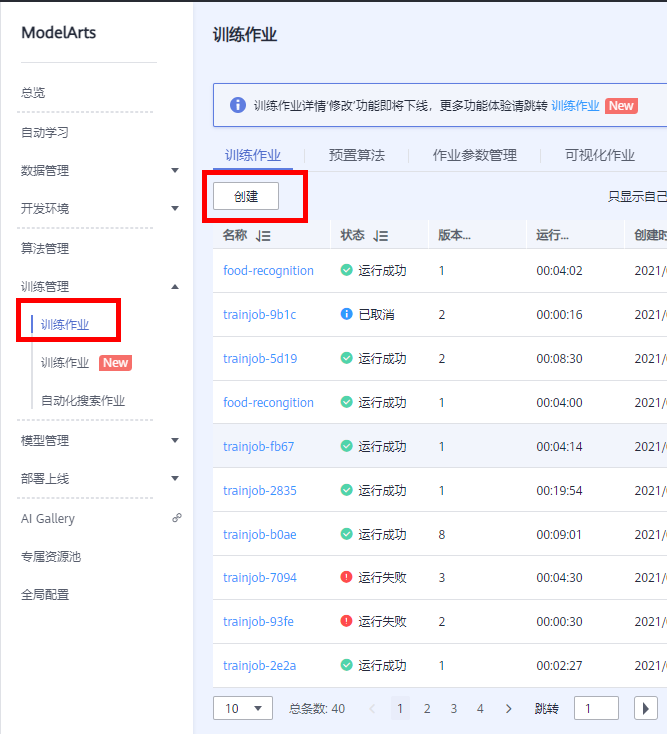 ModelArts
总览
自动学习
数据管理
开发环境
算法管理
训练管理
训练作业
训练作业 New
自动化搜索作业
模型管理
部署上线
AI Gallery
专属资源池
全局配置
训练作业
训练作业详情‘修改’功能即将下线，更多功能体验请跳转 训练作业 New
训练作业 预置算法 作业参数管理 可视化作业
创建 只显示自己
名称 状态 版本... 运行... 创建时
food-recognition 运行成功 1 00:04:02 2021/
trainjob-9b1c 已取消 2 00:00:16 2021/
trainjob-5d19 运行成功 2 00:08:30 2021/
food-recongition 运行成功 1 00:04:00 2021/
trainjob-fb67 运行成功 1 00:04:14 2021/
trainjob-2835 运行成功 1 00:19:54 2021/
trainjob-b0ae 运行成功 8 00:09:01 2021/
trainjob-7094 运行失败 3 00:04:30 2021/
trainjob-93fe 运行失败 2 00:00:30 2021/
trainjob-2e2a 运行成功 1 00:02:27 2021/
10 总条数: 40 1 2 3 4 跳转 1